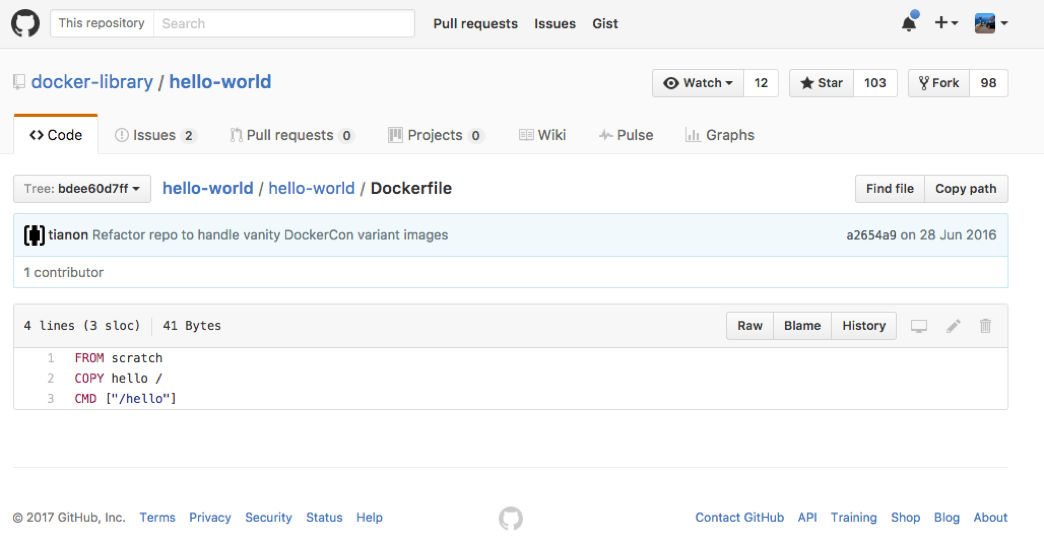 This repository Search Pull requests Issues Gist
docker-library / hello-world Watch 12 Star 103 Fork 98
Code Issues 2 Pull requests 0 Projects 0 Wiki Pulse Graphs
Tree: bdee60d7ff hello-world / hello-world / Dockerfile Find file Copy path
tianon Refactor repo to handle vanity DockerCon variant images a2654a9 on 28 Jun 2016
1 contributor
4 lines (3 sloc) 41 Bytes Raw Blame History
1 FROM scratch
2 COPY hello /
3 CMD ["/hello"]
© 2017 GitHub, Inc. Terms Privacy Security Status Help Contact GitHub API Training Shop Blog About